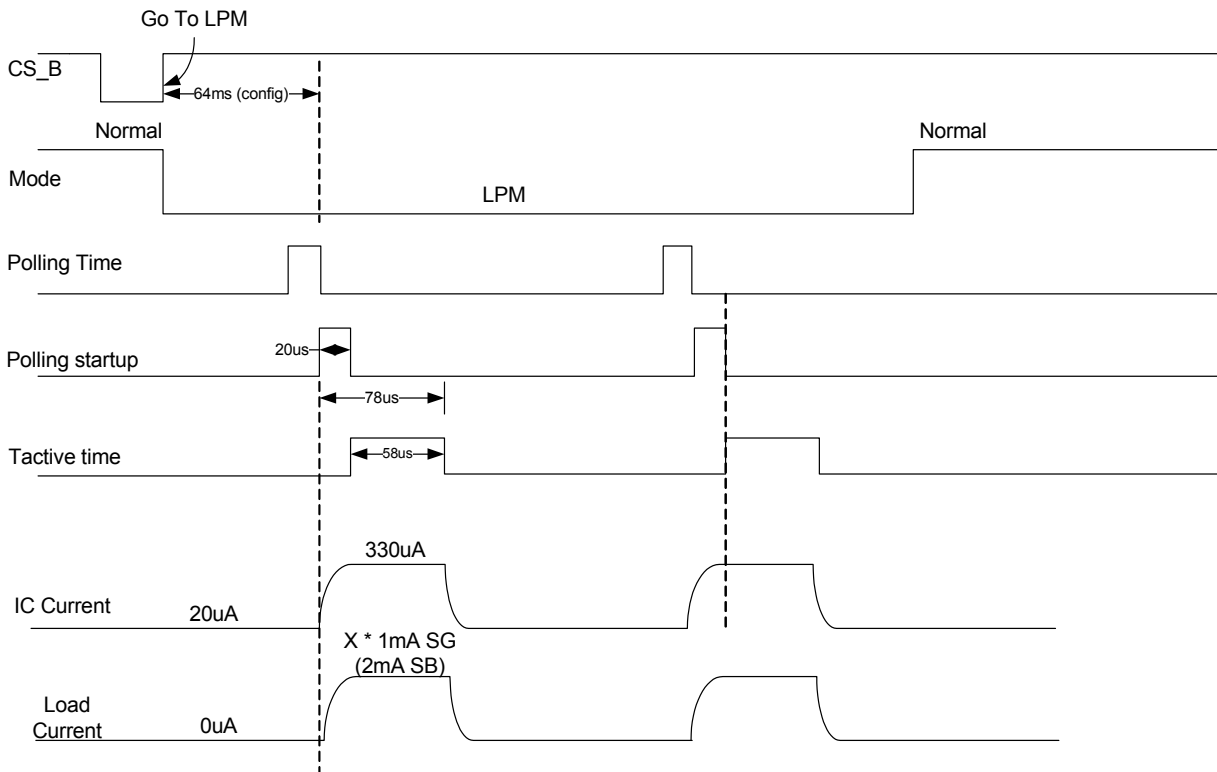 Go To LPM
CS_B
64ms (config)
Normal
Normal
Mode
LPM
Polling Time
20us
Polling startup
78us
Tactive time
58us
330uA
IC Current
20uA
X * 1mA SG
(2mA SB)
Load
Current
0uA